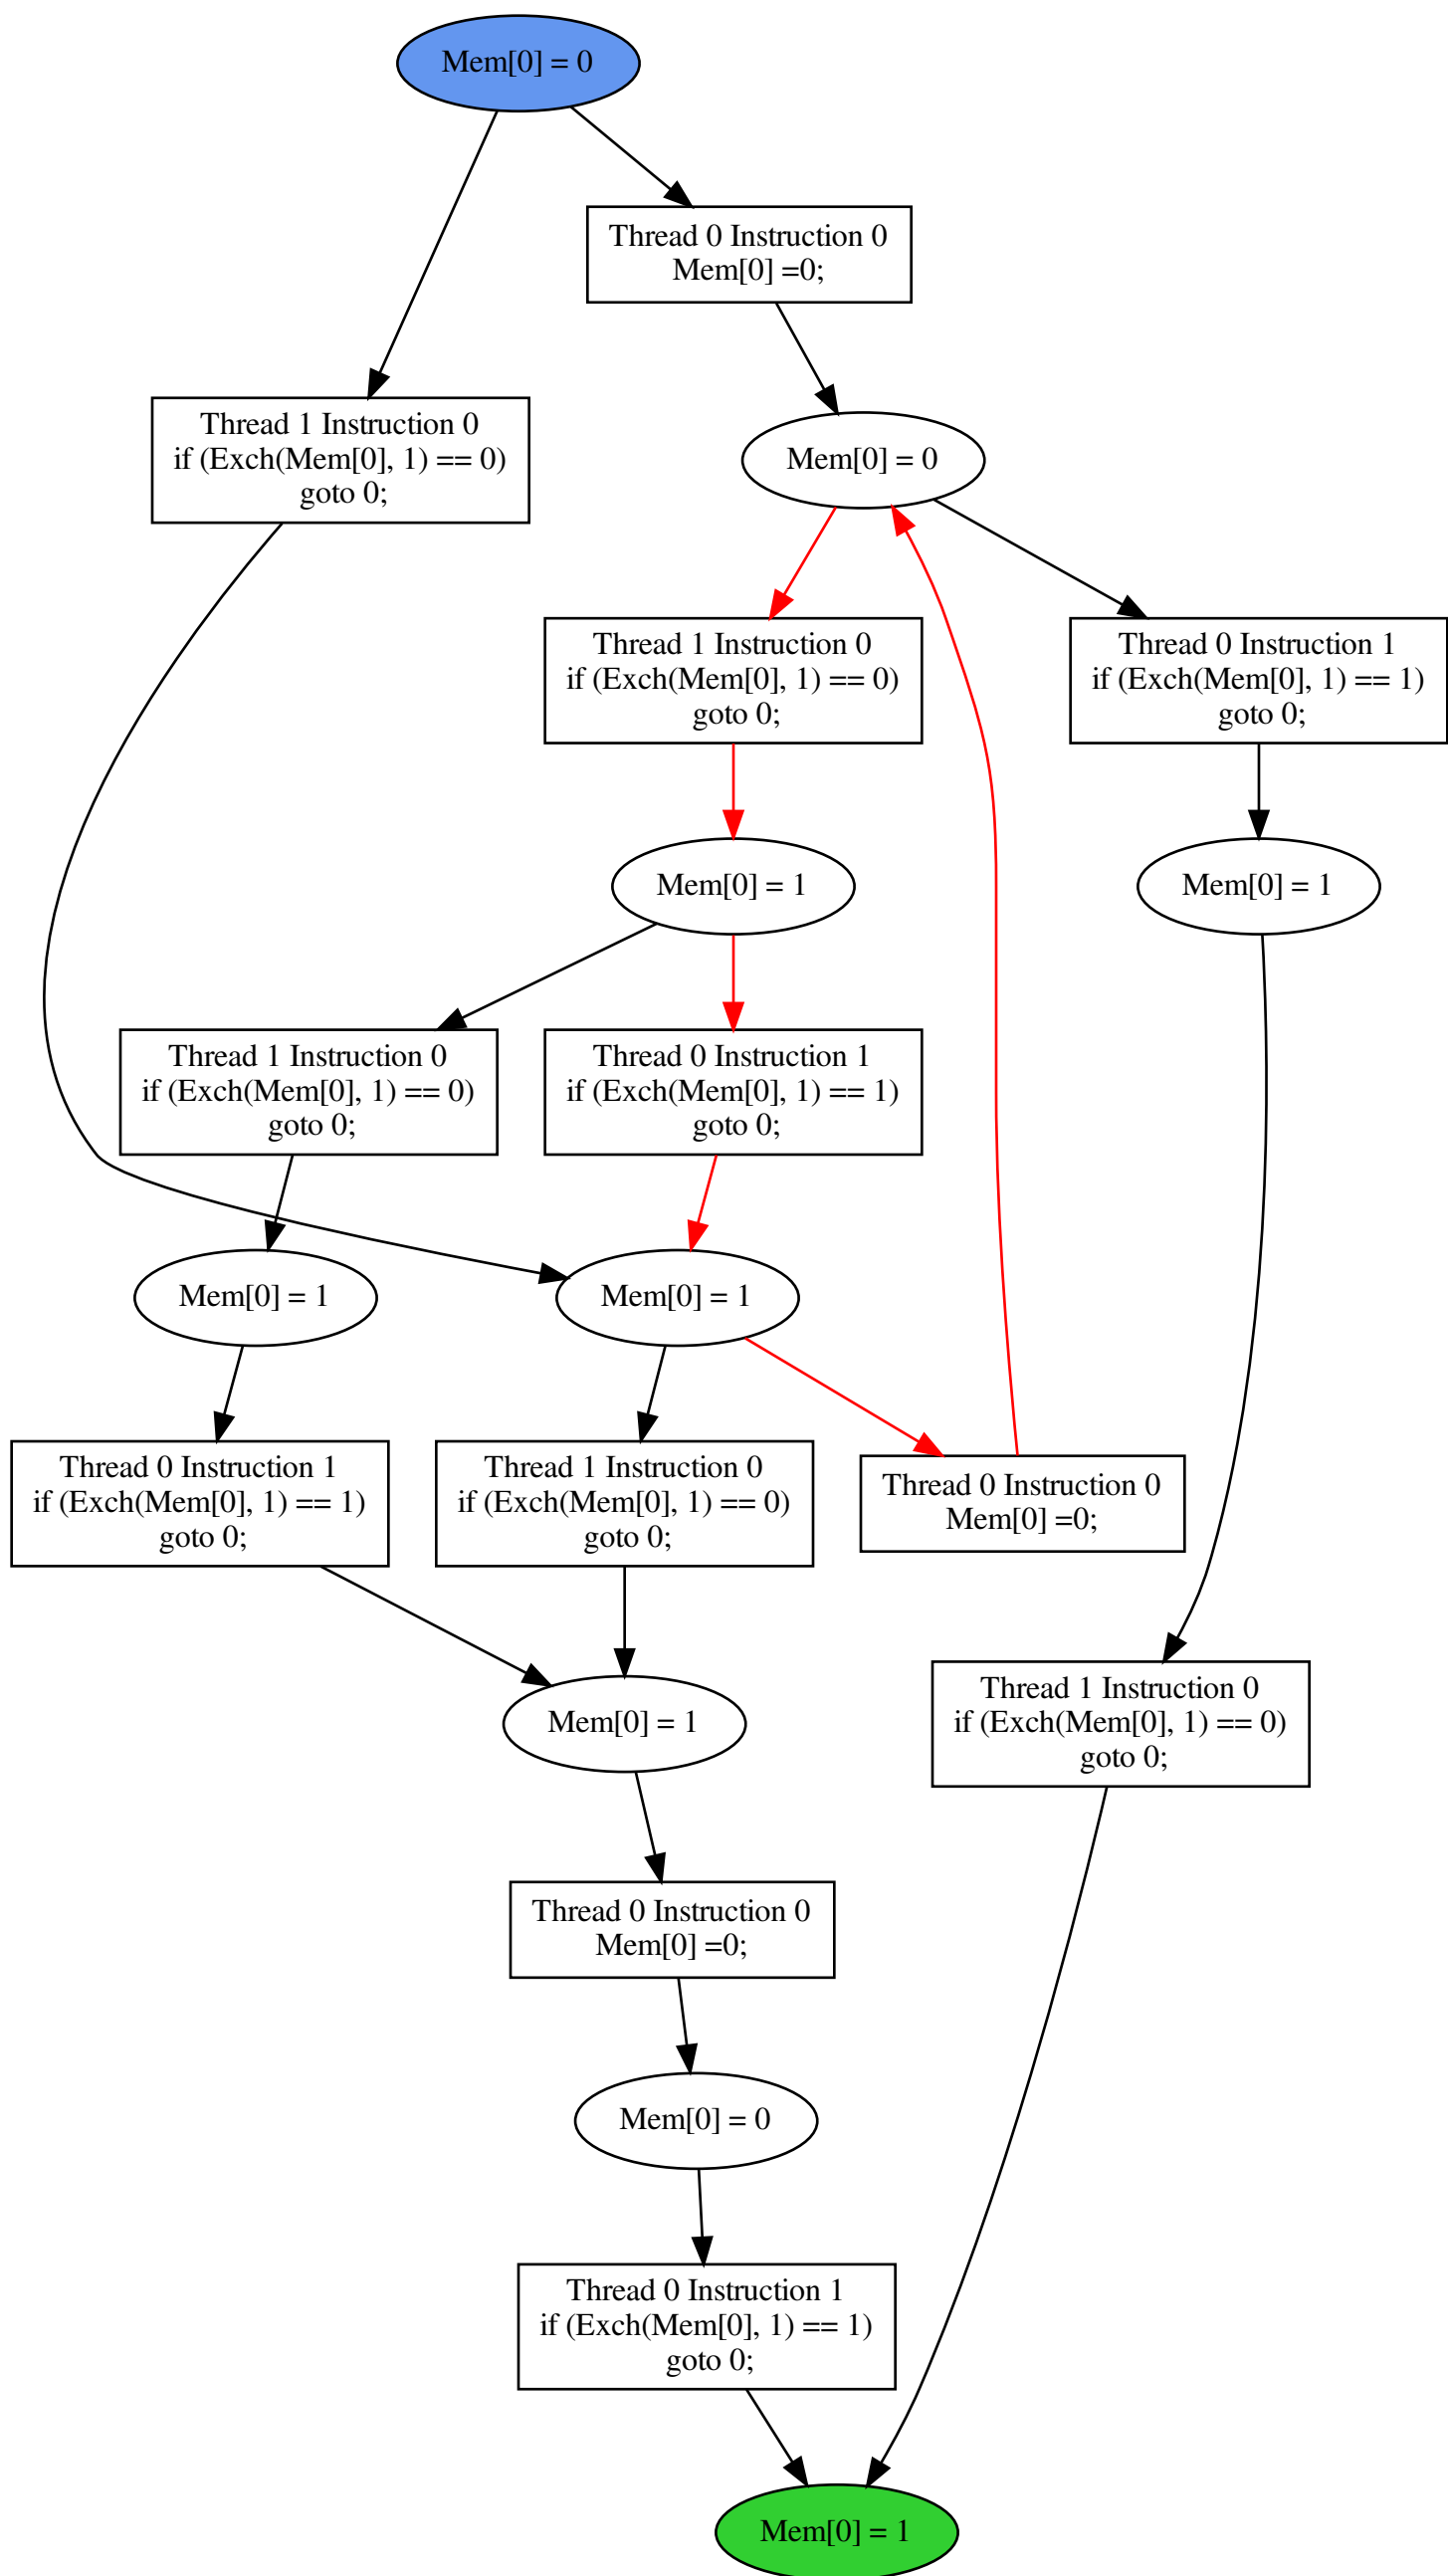 Mem[0] = 0
Thread 0 Instruction 0
Mem[0] =0;
Thread 1 Instruction 0
if (Exch(Mem[0], 1) == 0)
goto 0;
Mem[0] = 0
Thread 1 Instruction 0
if (Exch(Mem[0], 1) == 0)
goto 0;
Thread 0 Instruction 1
if (Exch(Mem[0], 1) == 1)
goto 0;
Mem[0] = 1
Mem[0] = 1
Thread 1 Instruction 0
if (Exch(Mem[0], 1) == 0)
goto 0;
Thread 0 Instruction 1
if (Exch(Mem[0], 1) == 1)
goto 0;
Mem[0] = 1
Mem[0] = 1
Thread 0 Instruction 1
if (Exch(Mem[0], 1) == 1)
goto 0;
Thread 1 Instruction 0
if (Exch(Mem[0], 1) == 0)
goto 0;
Thread 0 Instruction 0
Mem[0] =0;
Mem[0] = 1
Thread 1 Instruction 0
if (Exch(Mem[0], 1) == 0)
goto 0;
Thread 0 Instruction 0
Mem[0] =0;
Mem[0] = 0
Thread 0 Instruction 1
if (Exch(Mem[0], 1) == 1)
goto 0;
Mem[0] = 1